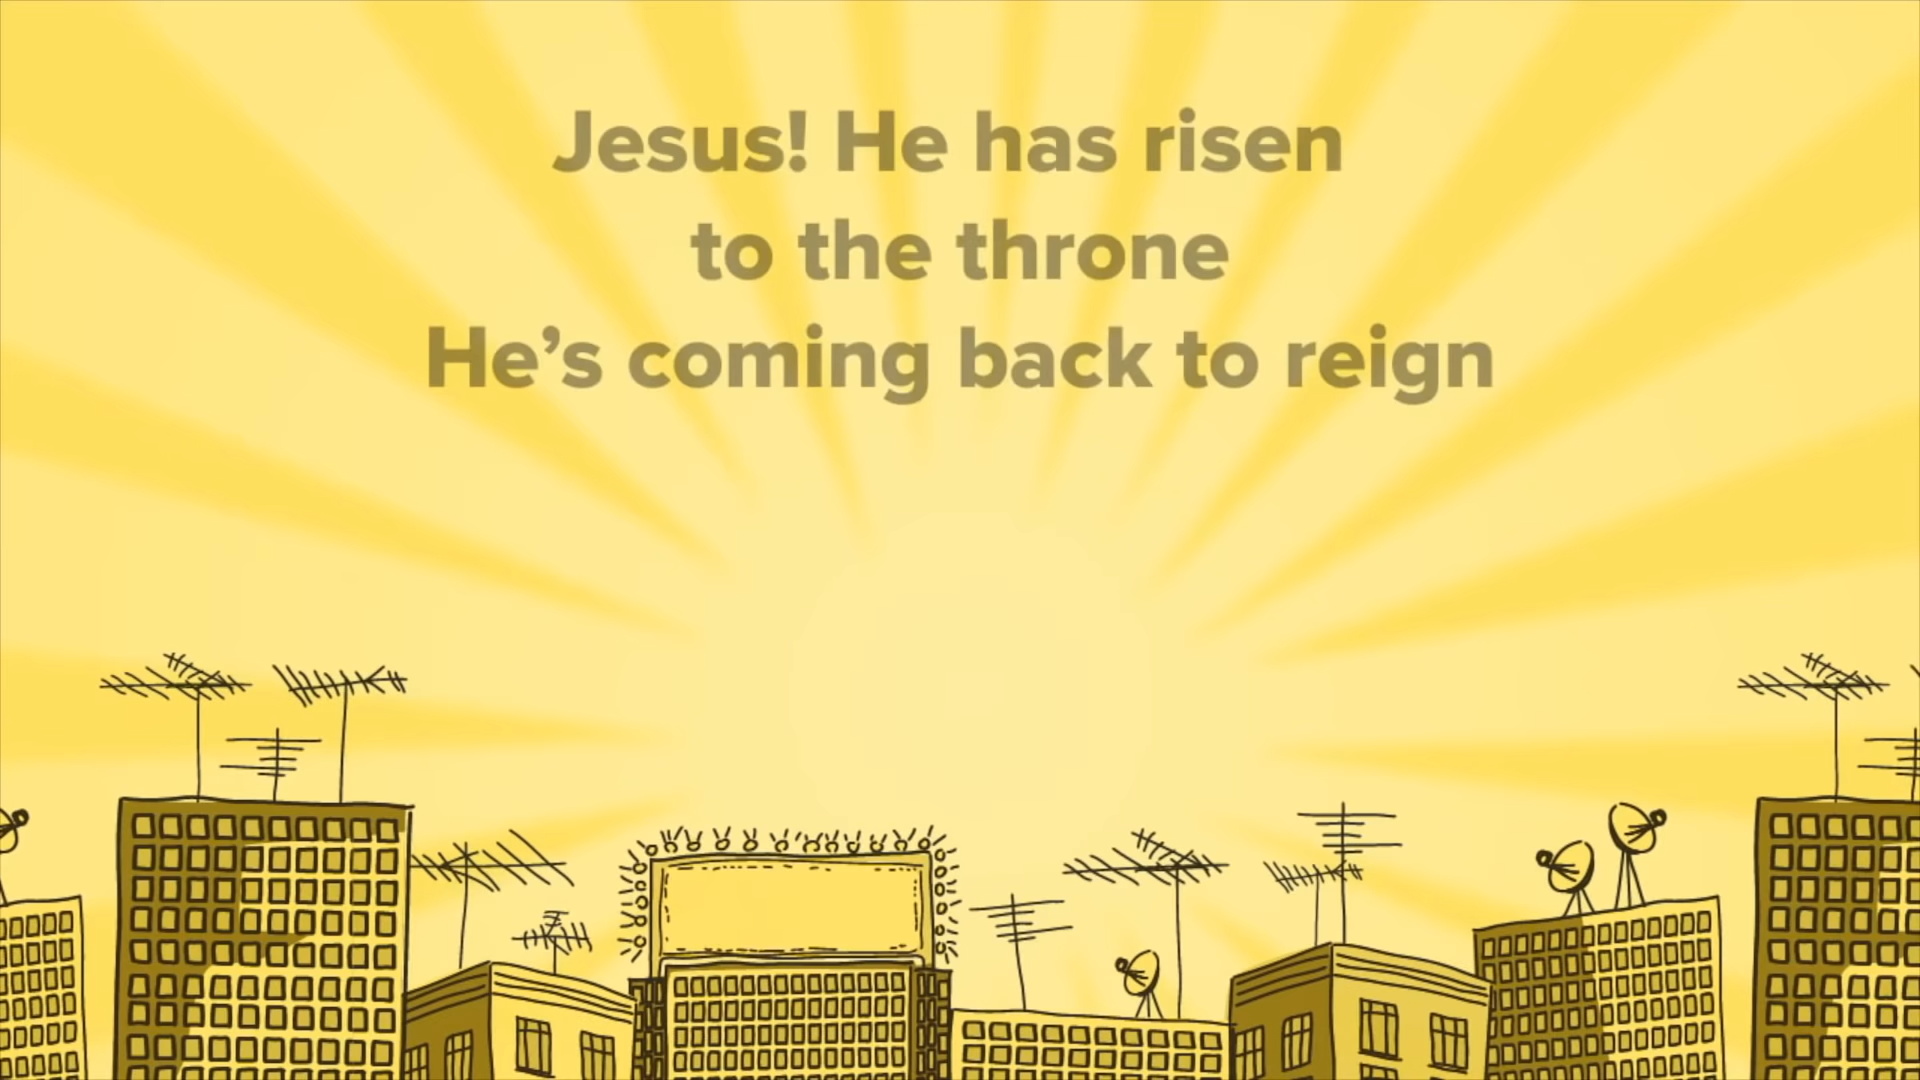 Jesus! He has risen
to the throne
He’s coming back to reign